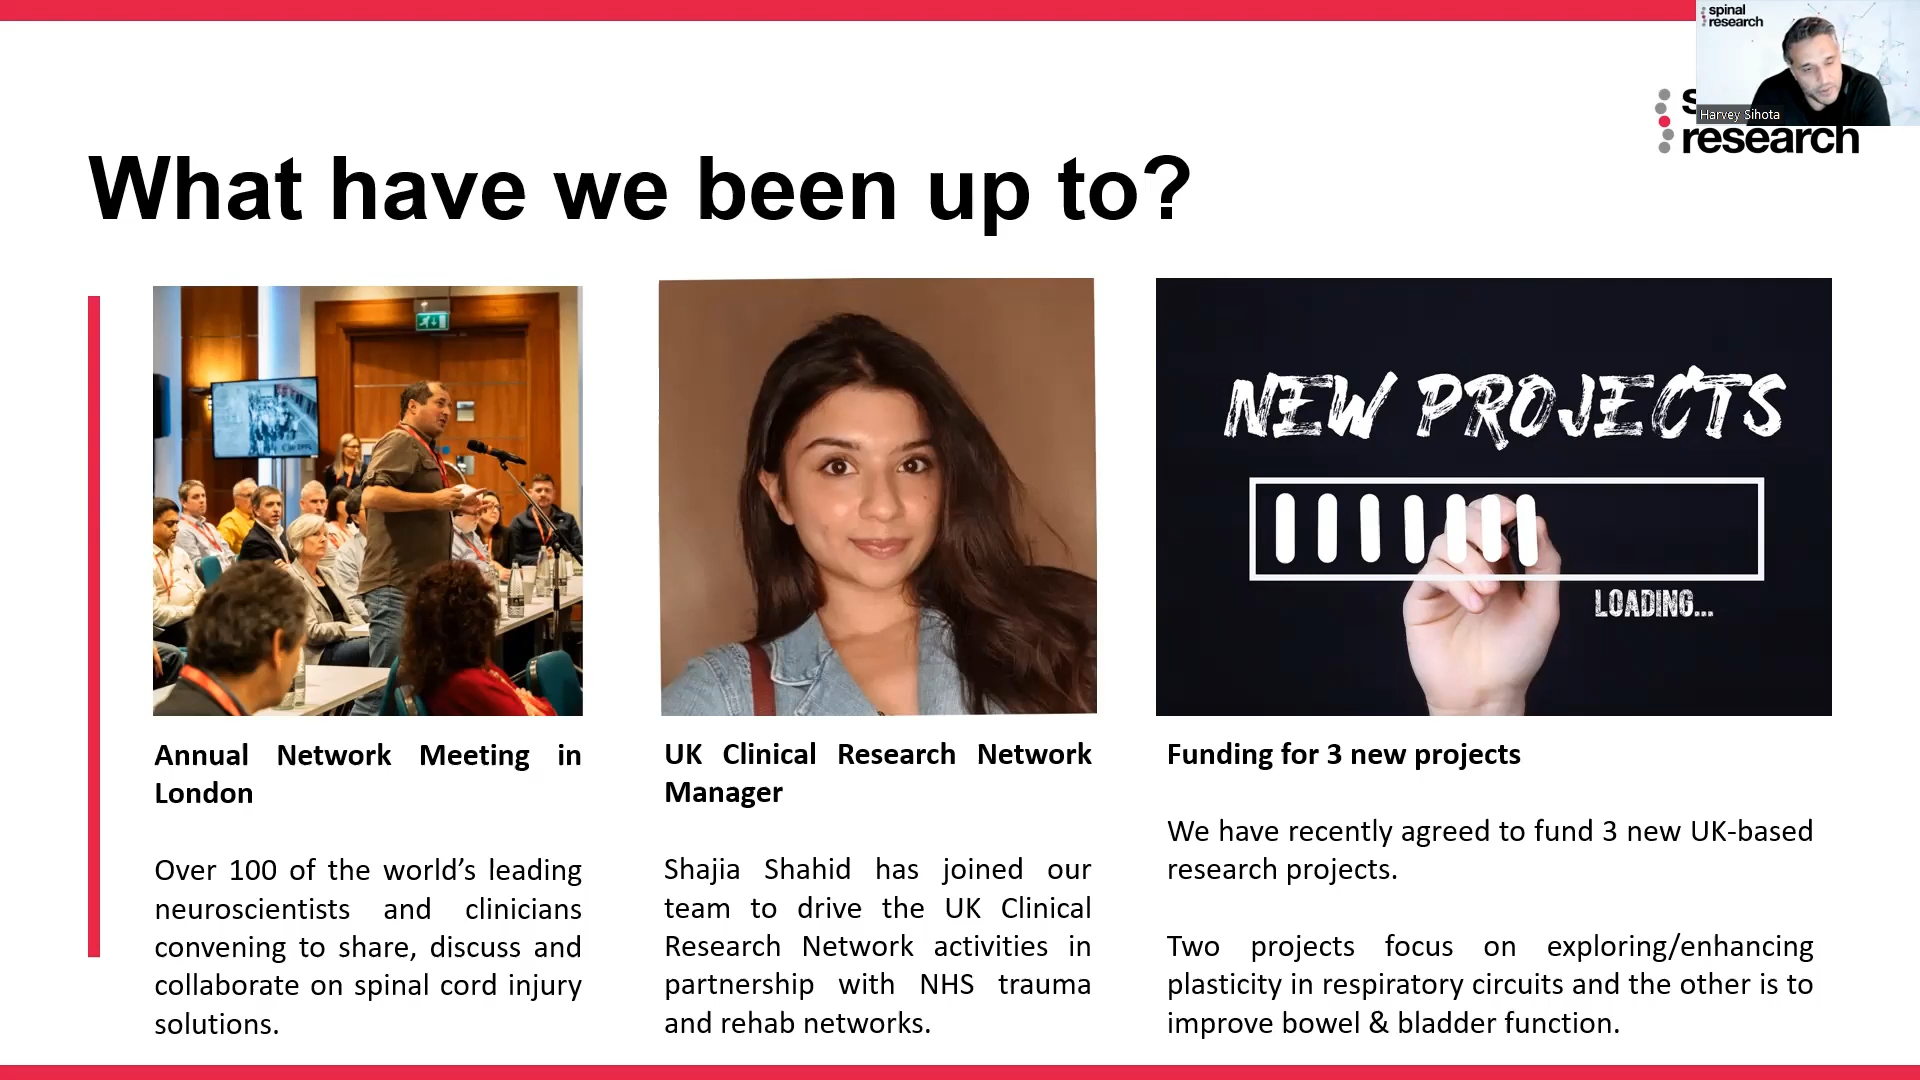 spinal
research
Harvey Sihota
research
What have we been up to?
NEW PROJECTS
LOADING...
Annual Network Meeting in
London
Over 100 of the world’s leading
neuroscientists and clinicians
convening to share, discuss and
collaborate on spinal cord injury
solutions.
UK Clinical Research Network
Manager
Shajia Shahid has joined our
team to drive the UK Clinical
Research Network activities in
partnership with NHS trauma
and rehab networks.
Funding for 3 new projects
We have recently agreed to fund 3 new UK-based
research projects.
Two projects focus on exploring/enhancing
plasticity in respiratory circuits and the other is to
improve bowel & bladder function.